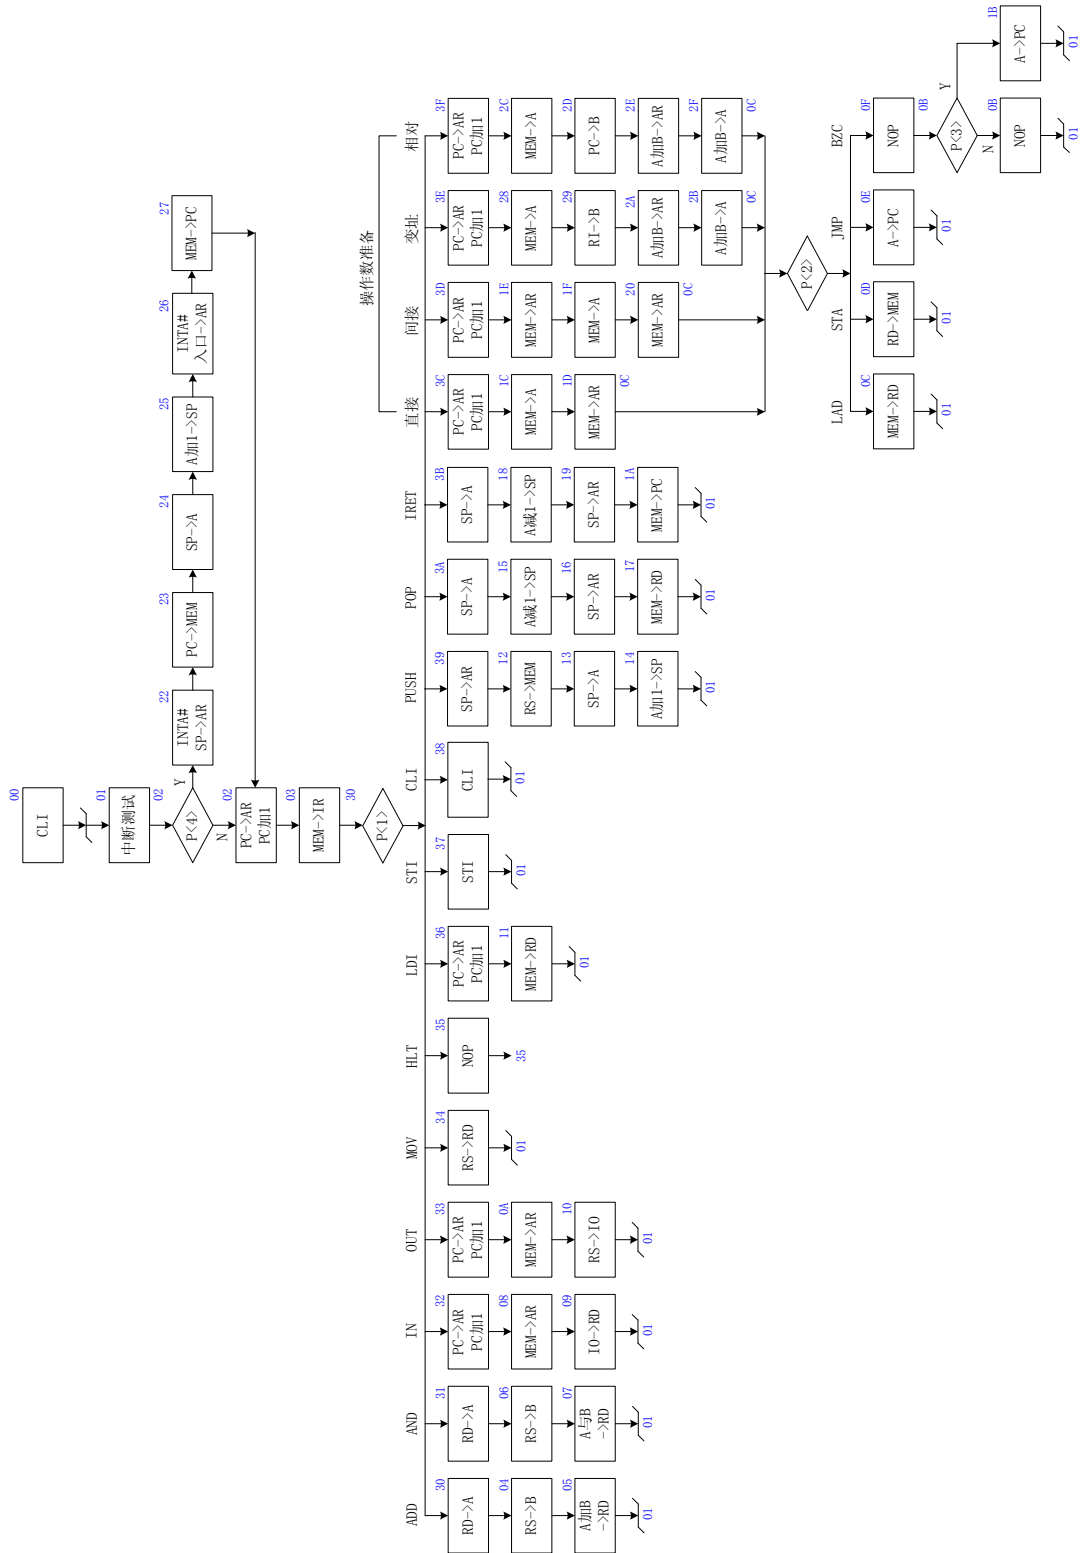 00
CLI
01
中断测试
02
P<4>
Y
N
22
INTA#
SP->AR
23
PC->MEM
24
SP->A
25
A加1->SP
26
INTA#
入口->AR
27
MEM->PC
02
PC->AR
PC加1
03
MEM->IR
30
P<1>
ADD
30
RD->A
04
RS->B
05
A加B
->RD
01
AND
31
RD->A
06
RS->B
07
A与B
->RD
01
IN
32
PC->AR
PC加1
08
MEM->AR
09
IO->RD
01
OUT
33
PC->AR
PC加1
0A
MEM->AR
10
RS->IO
01
MOV
34
RS->RD
01
HLT
35
NOP
35
LDI
36
PC->AR
PC加1
11
MEM->RD
01
STI
37
STI
01
CLI
38
CLI
01
PUSH
39
SP->AR
12
RS->MEM
13
SP->A
14
A加1->SP
01
POP
3A
SP->A
15
A减1->SP
16
SP->AR
17
MEM->RD
01
IRET
3B
SP->A
18
A减1->SP
19
SP->AR
1A
MEM->PC
01
操作数准备
直接
3C
PC->AR
PC加1
1C
MEM->A
1D
MEM->AR
0C
间接
3D
PC->AR
PC加1
1E
MEM->AR
1F
MEM->A
20
MEM->AR
0C
变址
3E
PC->AR
PC加1
28
MEM->A
29
RI->B
2A
A加B->AR
2B
A加B->A
0C
相对
3F
PC->AR
PC加1
2C
MEM->A
2D
PC->B
2E
A加B->AR
2F
A加B->A
0C
P<2>
LAD
0C
MEM->RD
01
STA
0D
RD->MEM
01
JMP
0E
A->PC
01
BZC
0F
NOP
0B
P<3>
N
Y
0B
NOP
01
1B
A->PC
01